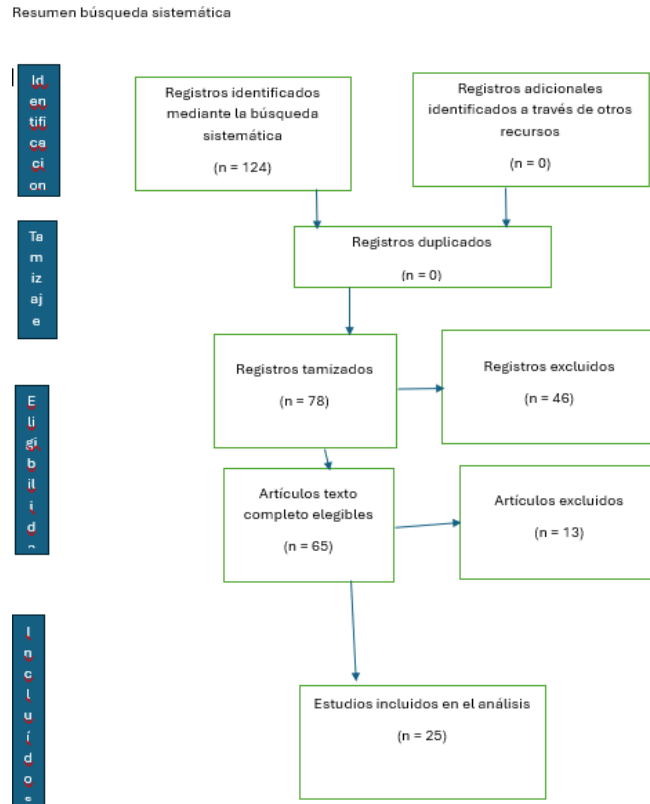 Resumen búsqueda sistemática
Id
en
tifi
ca
ci
on
Registros identificados
mediante la búsqueda
sistemática
(n = 124)
Registros adicionales
identificados a través de otros
recursos
(n = 0)
Ta
m
iz
aj
e
Registros duplicados
(n = 0)
Registros tamizados
(n = 78)
Registros excluidos
(n = 46)
E
li
gi
b
il
i
d
Artículos texto
completo elegibles
(n = 65)
Artículos excluidos
(n = 13)
I
n
c
l
u
í
d
o
s
Estudios incluidos en el análisis
(n = 25)